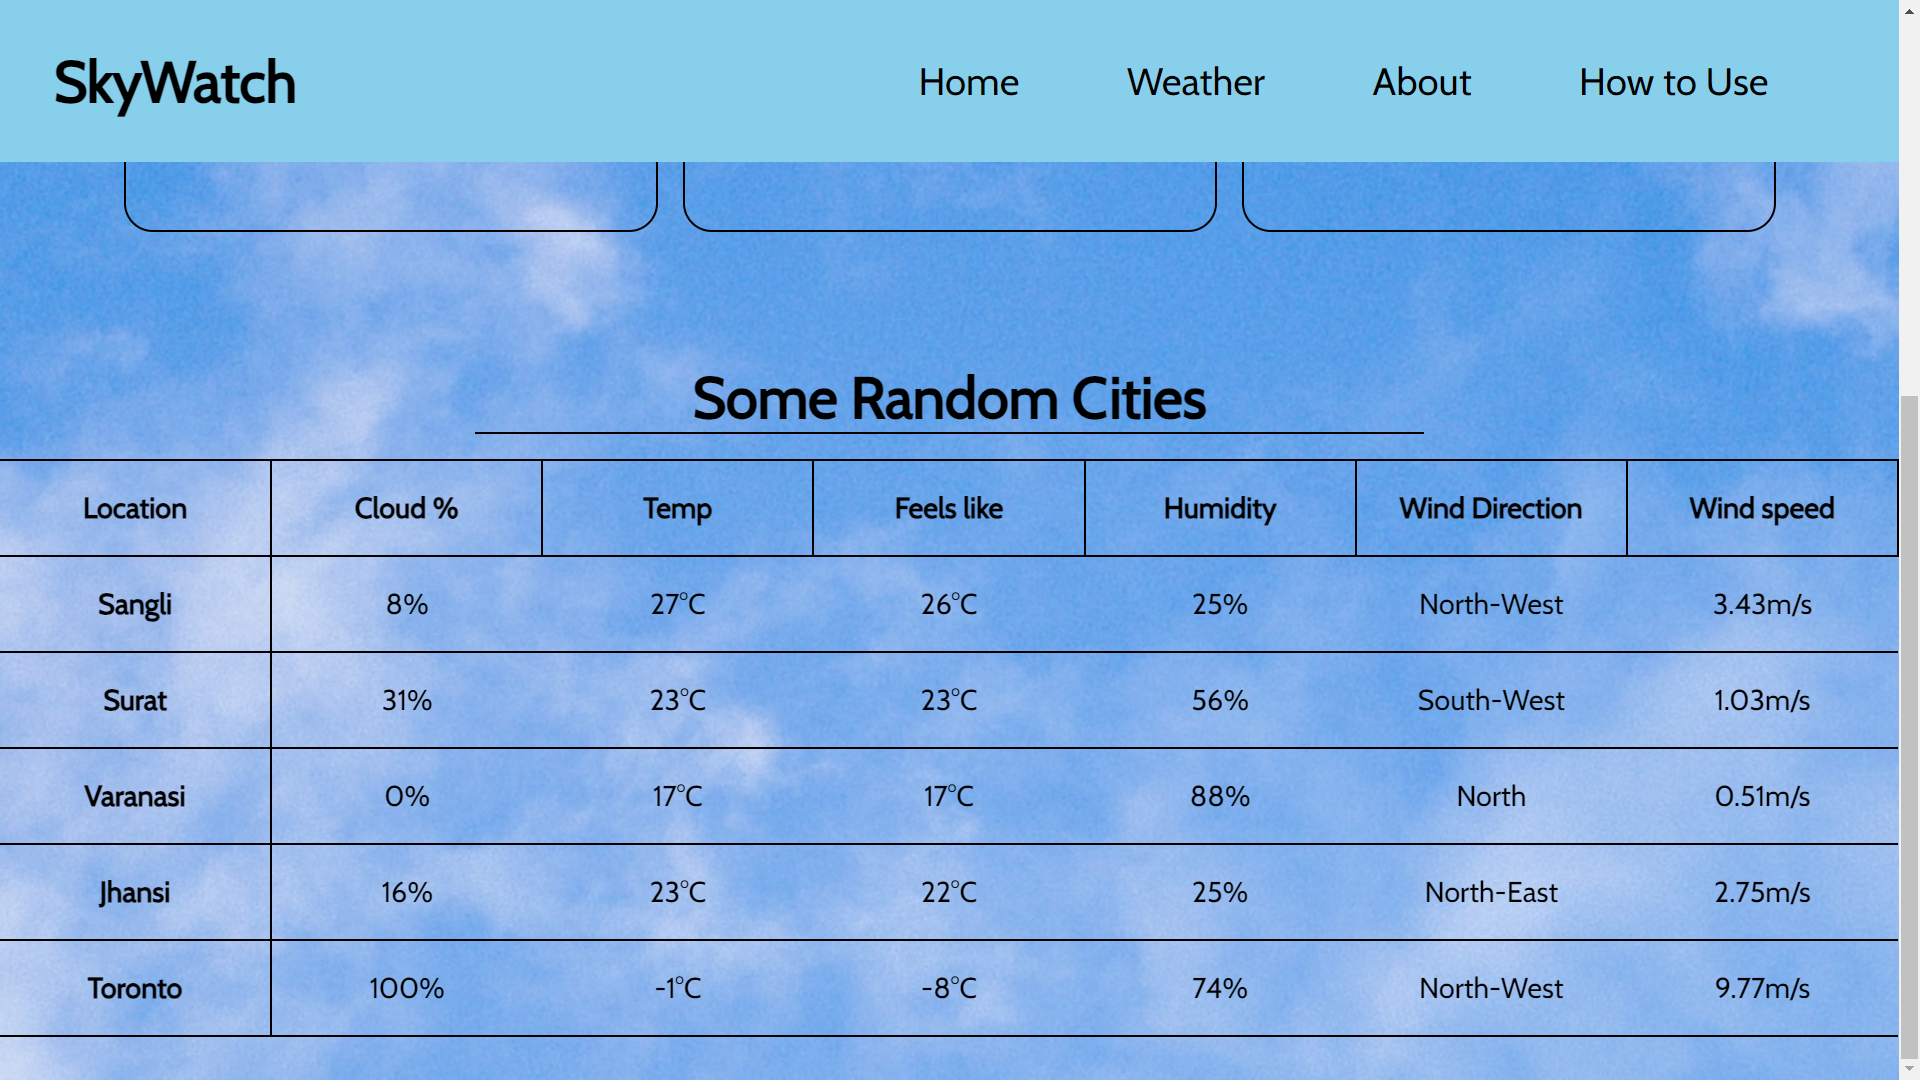 SkyWatch Home Weather About How to Use
Some Random Cities
Location Cloud % Temp Feels like Humidity Wind Direction Wind speed
Sangli 8% 27°C 26°C 25% North-West 3.43m/s
Surat 31% 23°C 23°C 56% South-West 1.03m/s
Varanasi 0% 17°C 17°C 88% North 0.51m/s
Jhansi 16% 23°C 22°C 25% North-East 2.75m/s
Toronto 100% -1°C -8°C 74% North-West 9.77m/s